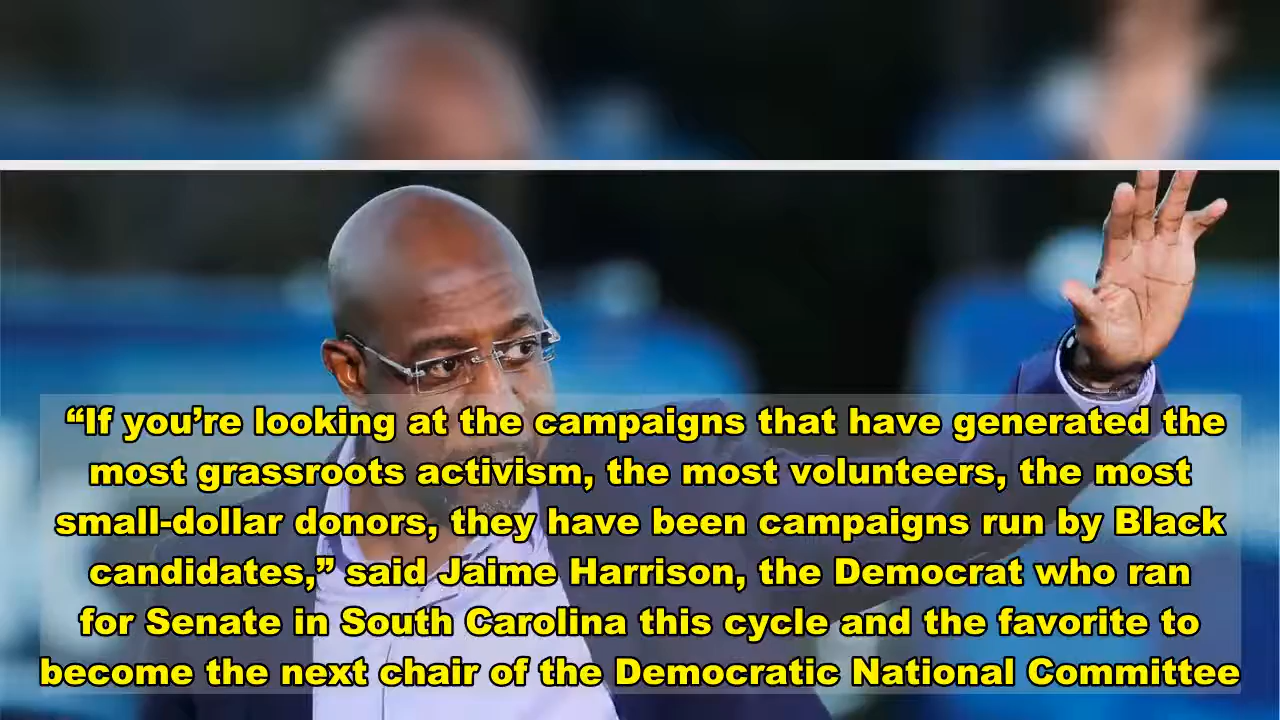 “If you’re looking at the campaigns that have generated the
most grassroots activism, the most volunteers, the most
small-dollar donors, they have been campaigns run by Black
candidates,” said Jaime Harrison, the Democrat who ran
for Senate in South Carolina this cycle and the favorite to
become the next chair of the Democratic National Committee